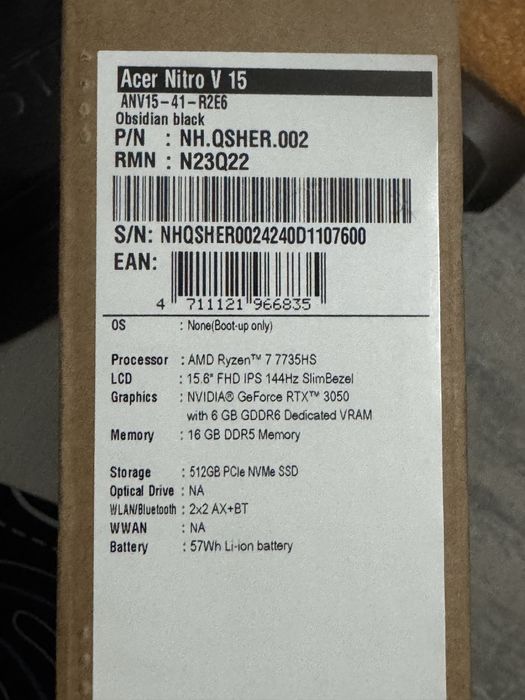 Acer Nitro V 15
ANV15-41-R2E6
Obsidian black
P/N : NH.QSHER.002
RMN : N23Q22
S/N: NHQSHER0024240D1107600
EAN:
4 711121 966835
OS : None(Boot-up only)
Processor : AMD Ryzen™ 7 7735HS
LCD : 15.6" FHD IPS 144Hz SlimBezel
Graphics : NVIDIA® GeForce RTX™ 3050
with 6 GB GDDR6 Dedicated VRAM
Memory : 16 GB DDR5 Memory
Storage : 512GB PCIe NVMe SSD
Optical Drive : NA
WLAN/Bluetooth : 2x2 AX+BT
WWAN : NA
Battery : 57Wh Li-ion battery